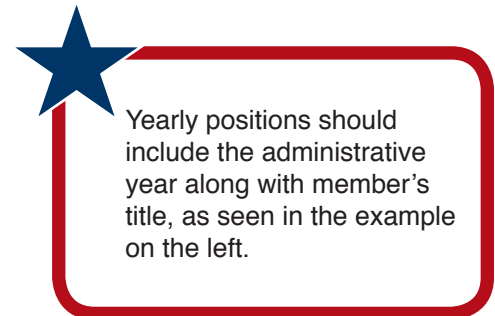 Yearly positions should
include the administrative
year along with member’s
title, as seen in the example
on the left.